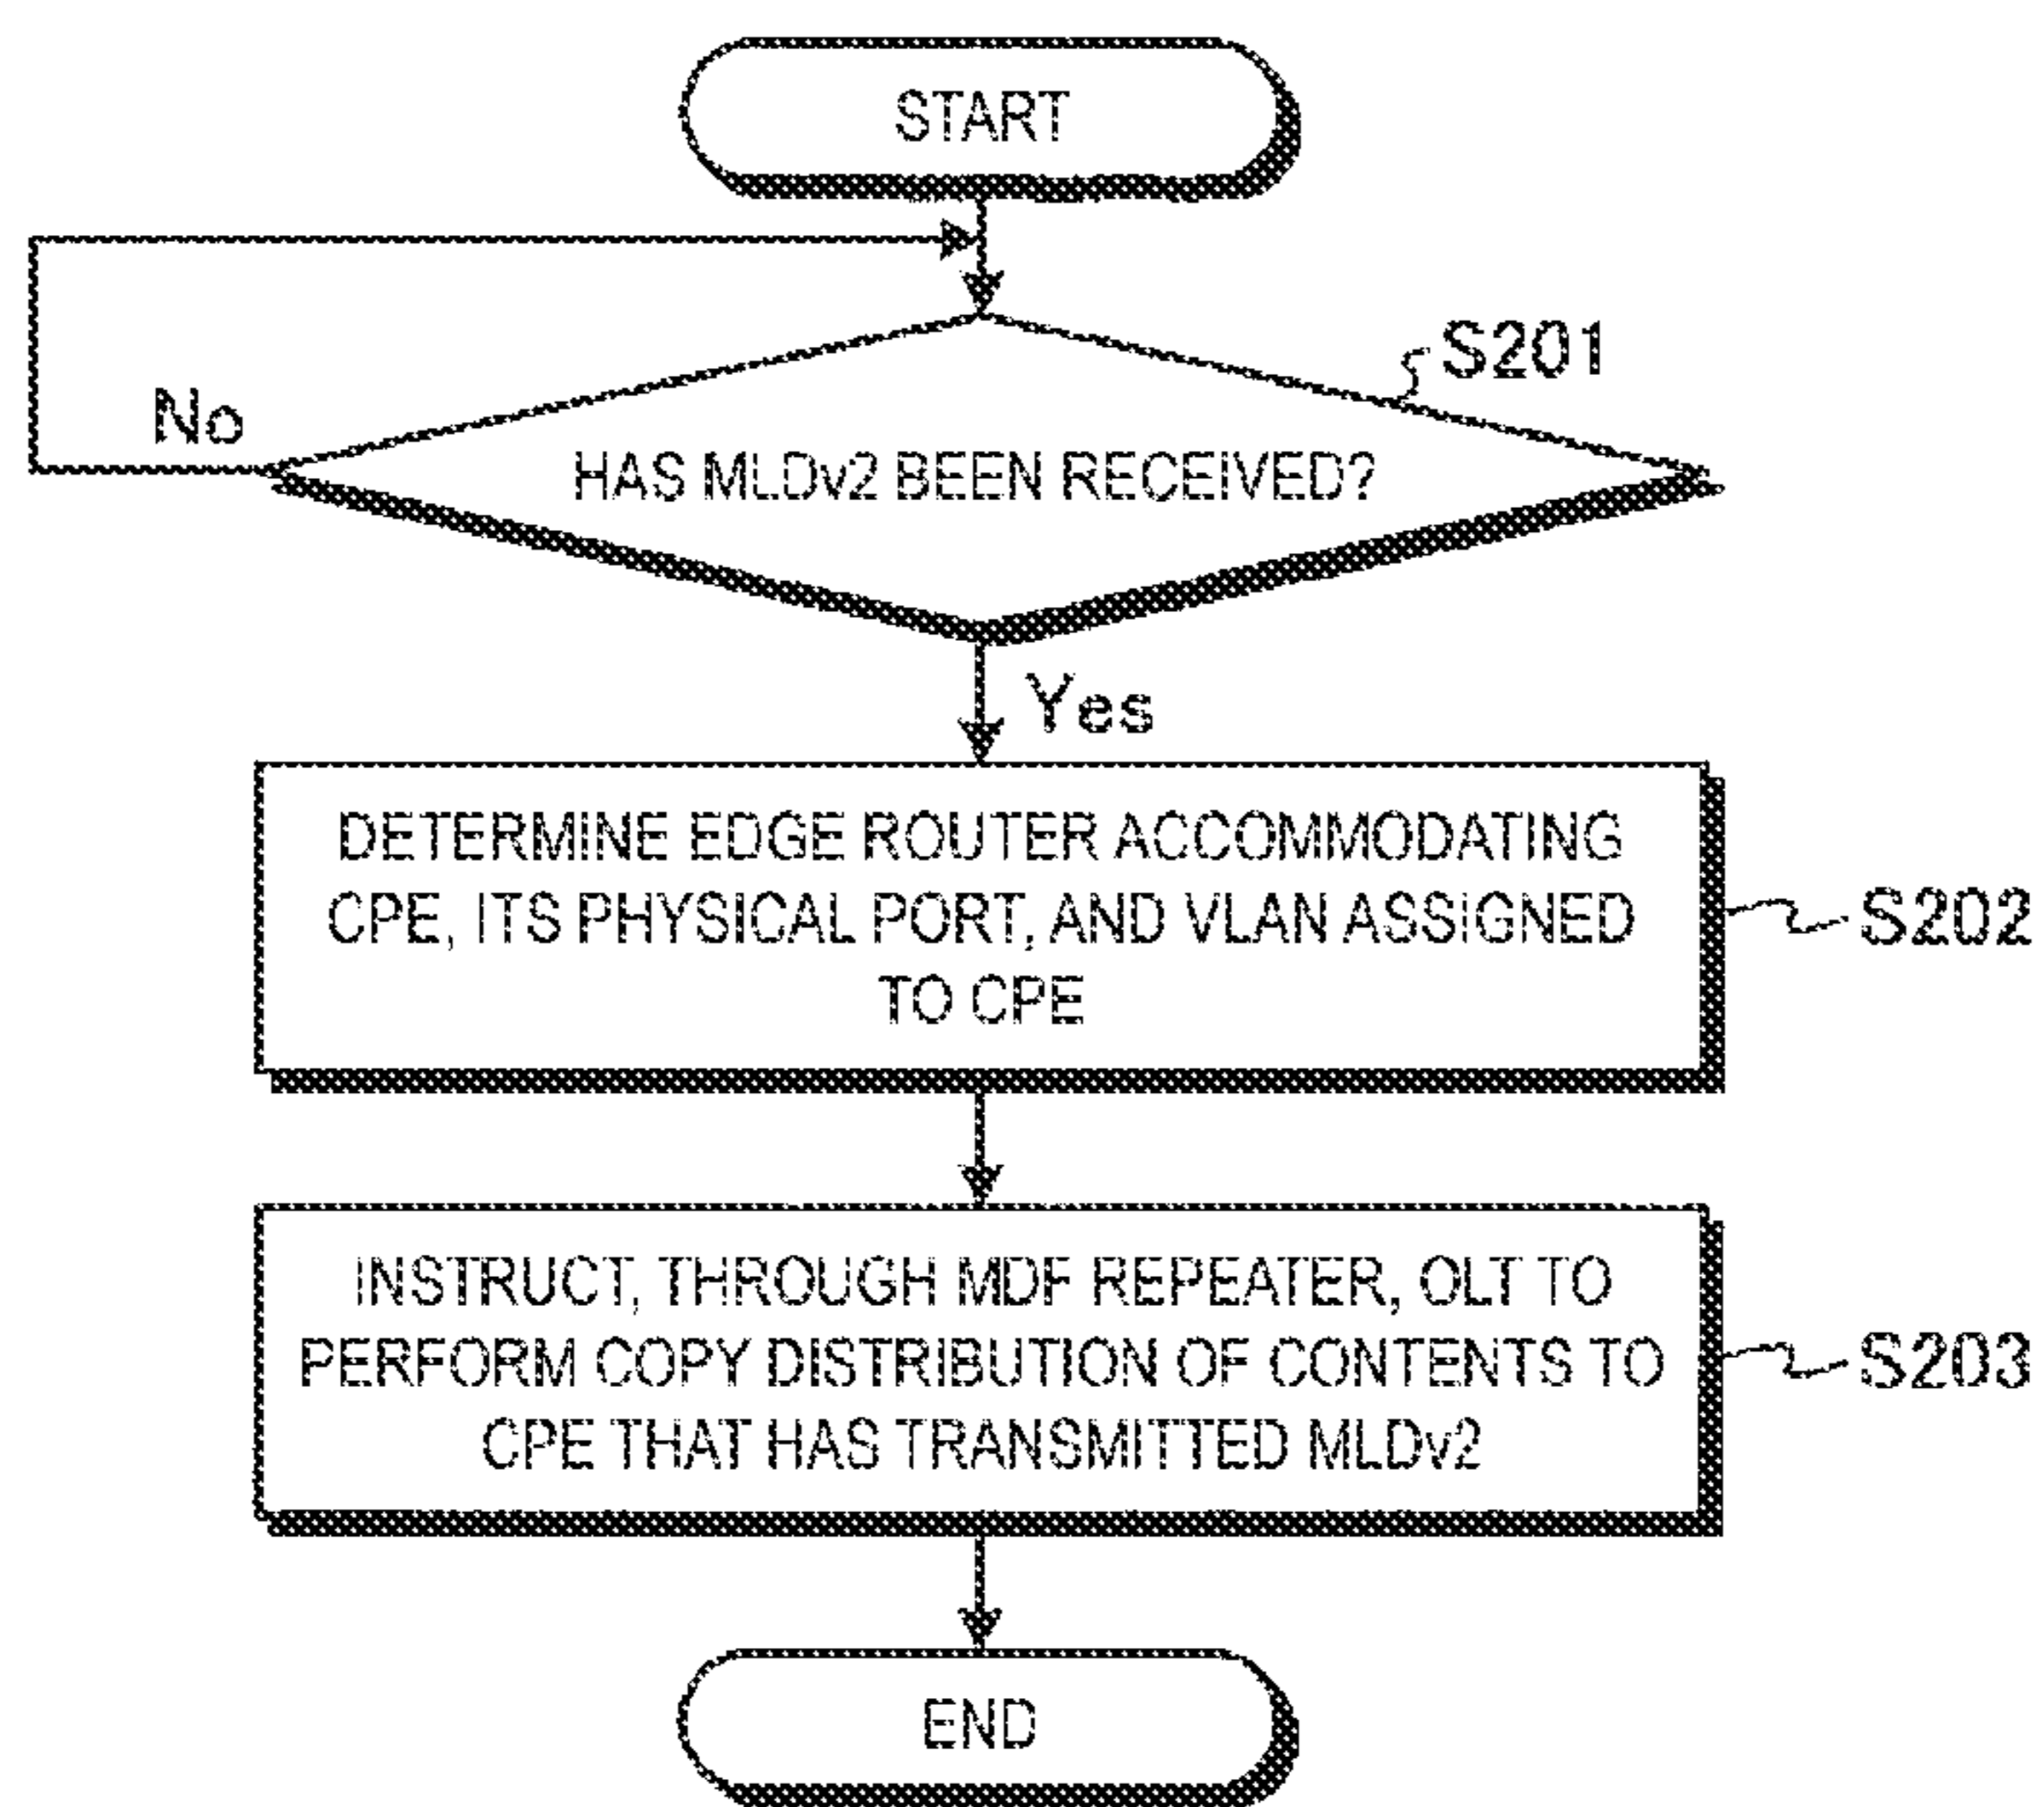 START
S201
No
HAS MLDv2 BEEN RECEIVED?
Yes
DETERMINE EDGE ROUTER ACCOMMODATING
CPE, ITS PHYSICAL PORT, AND VLAN ASSIGNED
TO CPE
S202
INSTRUCT, THROUGH MDF REPEATER, OLT TO
PERFORM COPY DISTRIBUTION OF CONTENTS TO
CPE THAT HAS TRANSMITTED MLDv2
S203
END